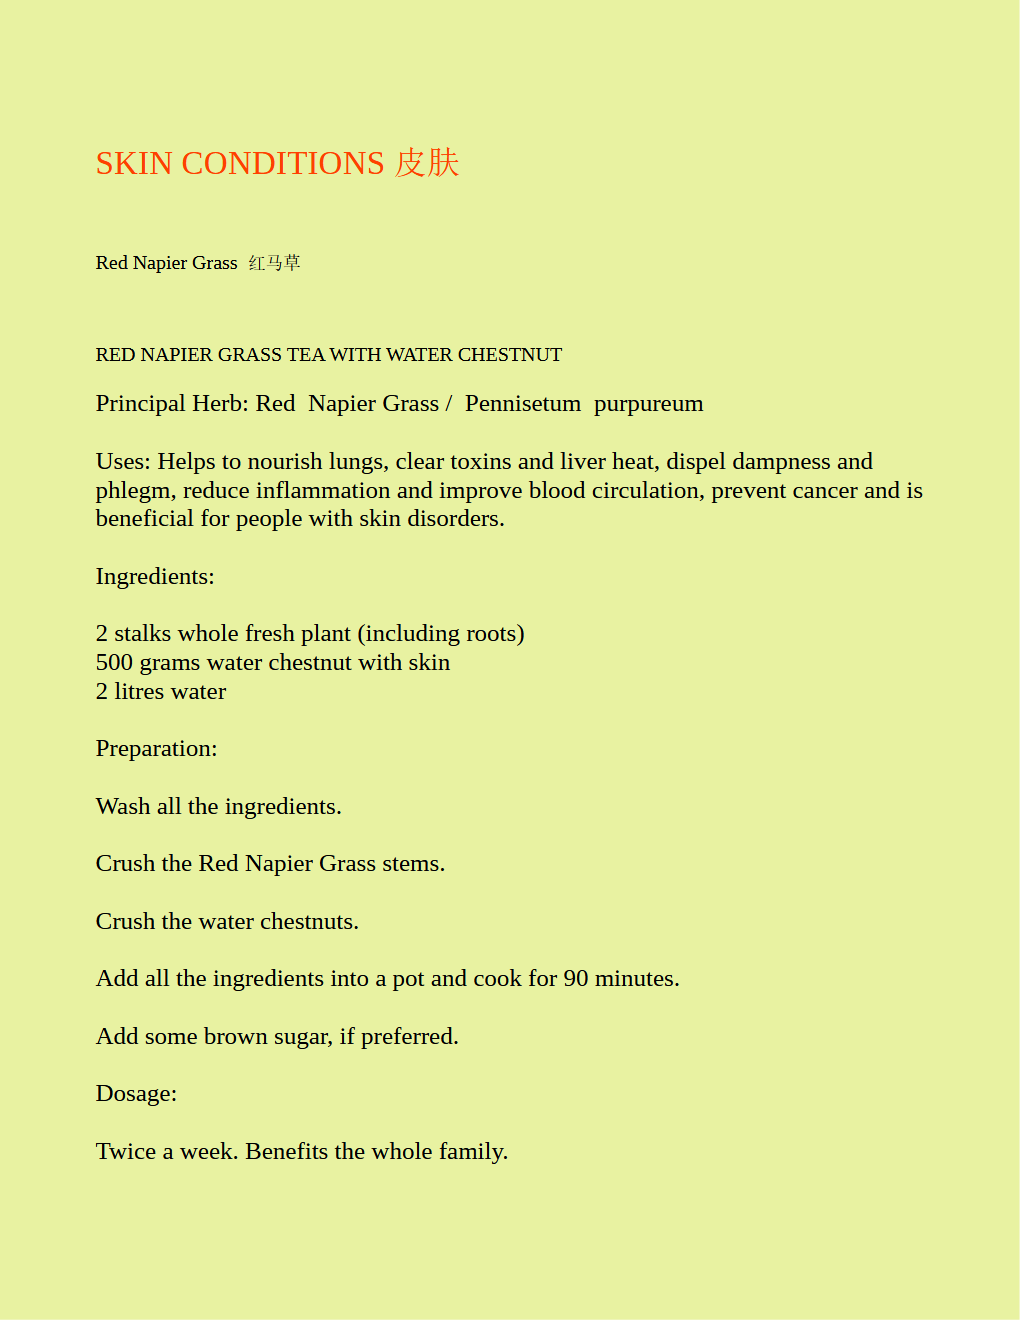 SKIN CONDITIONS 皮肤
Red Napier Grass 红马草
RED NAPIER GRASS TEA WITH WATER CHESTNUT
Principal Herb: Red Napier Grass / Pennisetum purpureum
Uses: Helps to nourish lungs, clear toxins and liver heat, dispel dampness and
phlegm, reduce inflammation and improve blood circulation, prevent cancer and is
beneficial for people with skin disorders.
Ingredients:
2 stalks whole fresh plant (including roots)
500 grams water chestnut with skin
2 litres water
Preparation:
Wash all the ingredients.
Crush the Red Napier Grass stems.
Crush the water chestnuts.
Add all the ingredients into a pot and cook for 90 minutes.
Add some brown sugar, if preferred.
Dosage:
Twice a week. Benefits the whole family.